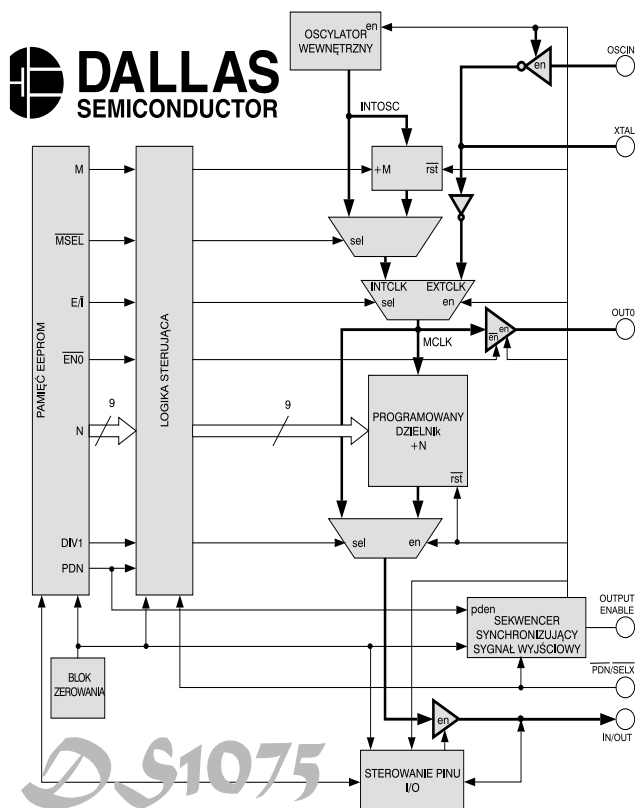 OSCYLATOR
WEWNĘTRZNY
en
OSCIN
en
DALLAS
SEMICONDUCTOR
INTOSC
XTAL
M
+M
rst
MSEL
sel
INTCLK
EXTCLK
E/I
sel
en
OUT0
en
en
MCLK
EN0
PAMIĘĆ EEPROM
LOGIKA STERUJĄCA
9
9
N
PROGRAMOWANY
DZIELNIk
+N
rst
DIV1
sel
en
PDN
OUTPUT
ENABLE
pden
SEKWENCER
SYNCHRONIZUJĄCY
SYGNAŁ WYJŚCIOWY
BLOK
ZEROWANIA
PDN/SELX
en
IN/OUT
DS1075
STEROWANIE PINU
I/O